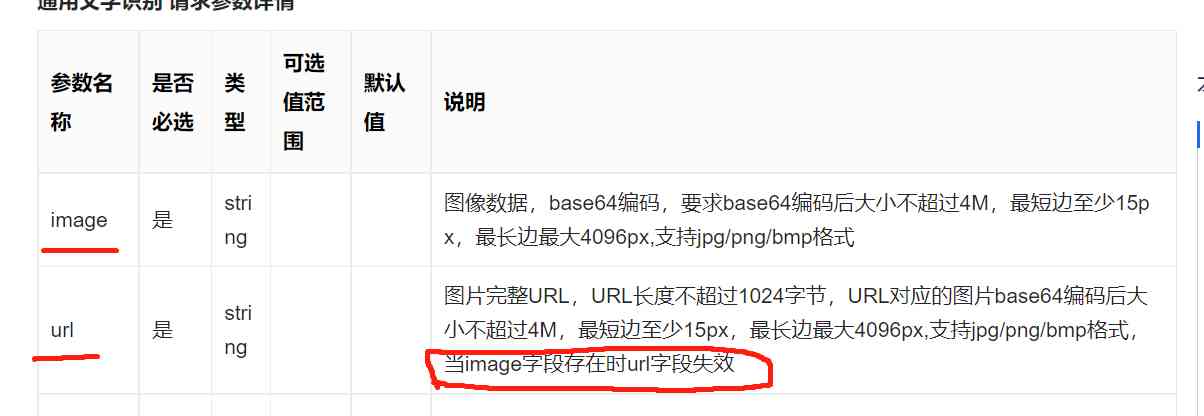 通用文字识别 请求参数详情
参数名
称
是否
必选
类
型
可选
值范
围
默认
值
说明
image
是
stri
ng
图像数据，base64编码，要求base64编码后大小不超过4M，最短边至少15p
x，最长边最大4096px,支持jpg/png/bmp格式
url
是
stri
ng
图片完整URL，URL长度不超过1024字节，URL对应的图片base64编码后大
小不超过4M，最短边至少15px，最长边最大4096px,支持jpg/png/bmp格式，
当image字段存在时url字段失效